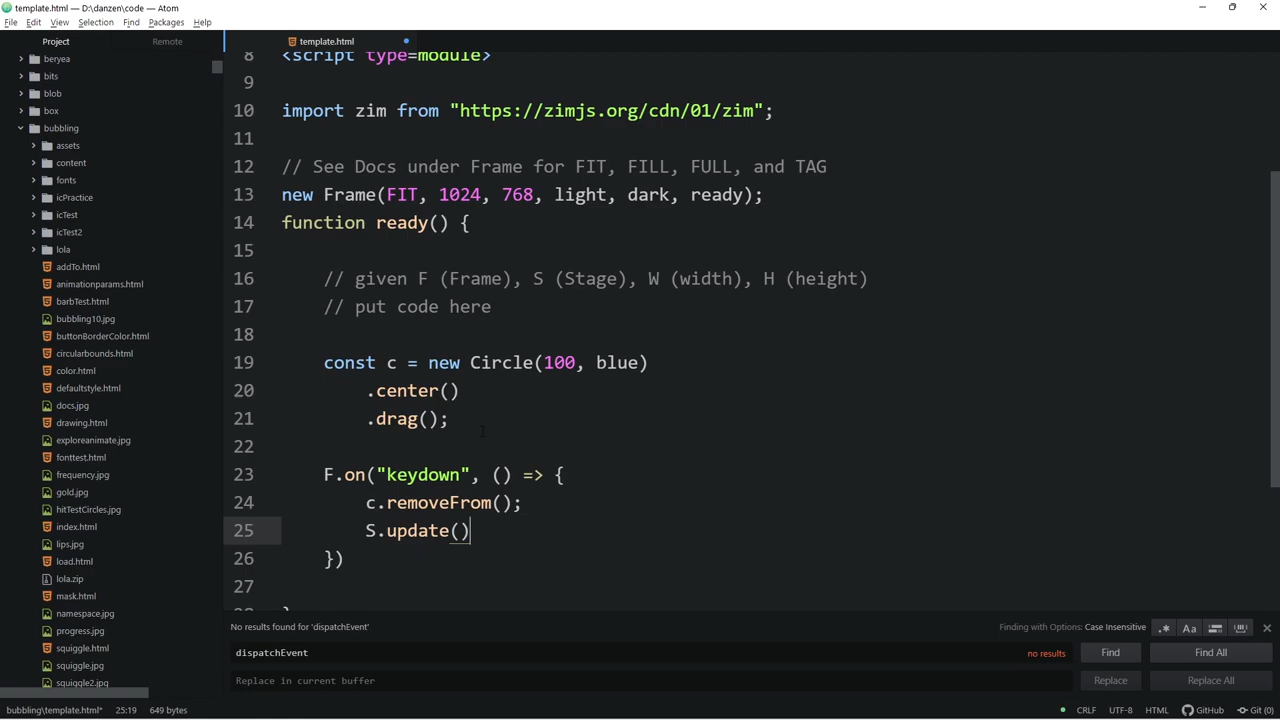 template.html — D:\danzen\code — Atom
File Edit View Selection Find Packages Help
Project Remote
template.html
beryea
bits
blob
box
bubbling
assets
content
fonts
icPractice
icTest
icTest2
lola
addTo.html
animationparams.html
barbTest.html
bubbling10.jpg
buttonBorderColor.html
circularbounds.html
color.html
defaultstyle.html
docs.jpg
drawing.html
exploreanimate.jpg
fonttest.html
frequency.jpg
gold.jpg
hitTestCircles.jpg
index.html
lips.jpg
load.html
lola.zip
mask.html
namespace.jpg
progress.jpg
squiggle.html
squiggle.jpg
squiggle2.jpg
8 <script type=module>
9
10 import zim from "https://zimjs.org/cdn/01/zim";
11
12 // See Docs under Frame for FIT, FILL, FULL, and TAG
13 new Frame(FIT, 1024, 768, light, dark, ready);
14 function ready() {
15
16 // given F (Frame), S (Stage), W (width), H (height)
17 // put code here
18
19 const c = new Circle(100, blue)
20 .center()
21 .drag();
22
23 F.on("keydown", () => {
24 c.removeFrom();
25 S.update()
26 })
27
28 }
No results found for 'dispatchEvent'
Finding with Options: Case Insensitive .* Aa
dispatchEvent no results Find Find All
Replace in current buffer Replace Replace All
bubbling\template.html* 25:19 649 bytes CRLF UTF-8 HTML GitHub Git (0)